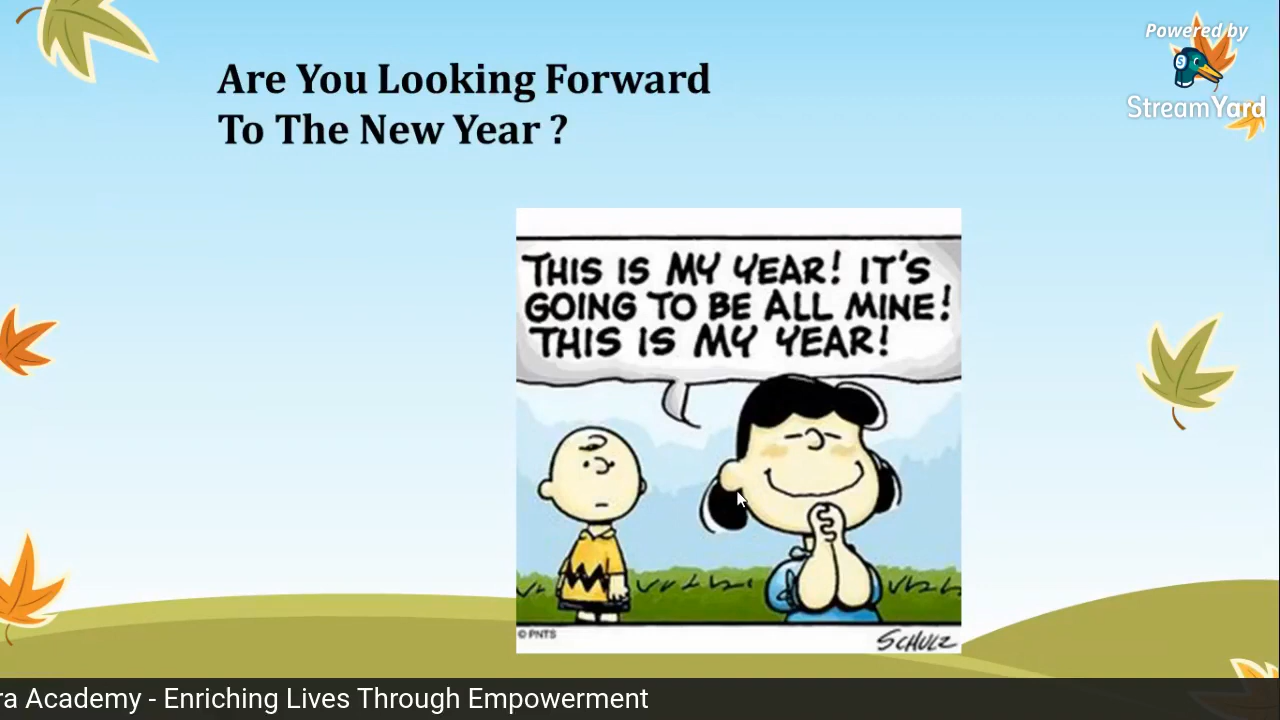 Powered by
StreamYard
Are You Looking Forward
To The New Year ?
THIS IS MY YEAR! IT'S
GOING TO BE ALL MINE!
THIS IS MY YEAR!
© PNTS
SCHULZ
ra Academy - Enriching Lives Through Empowerment